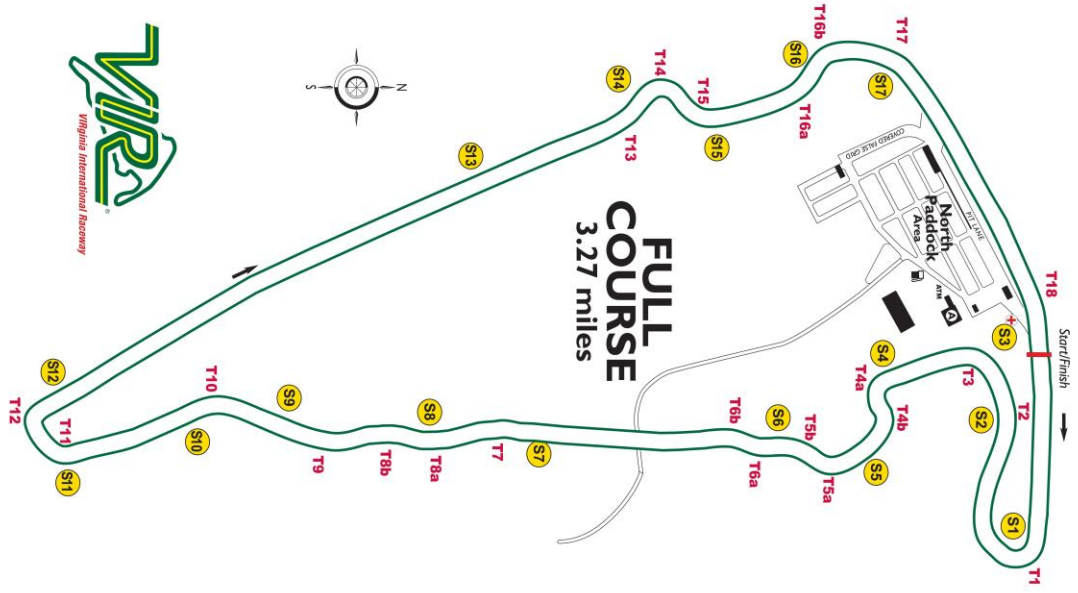 VIR
VIRginia International Raceway
®
S
N
FULL
COURSE
3.27 miles
COVERED FALSE GRID
PIT LANE
North
Paddock
Area
ATM
A
+
Start/Finish
T1
T2
T3
T4a
T4b
T5a
T5b
T6a
T6b
T7
T8a
T8b
T9
T10
T11
T12
T13
T14
T15
T16a
T16b
T17
T18
S1
S2
S3
S4
S5
S6
S7
S8
S9
S10
S11
S12
S13
S14
S15
S16
S17